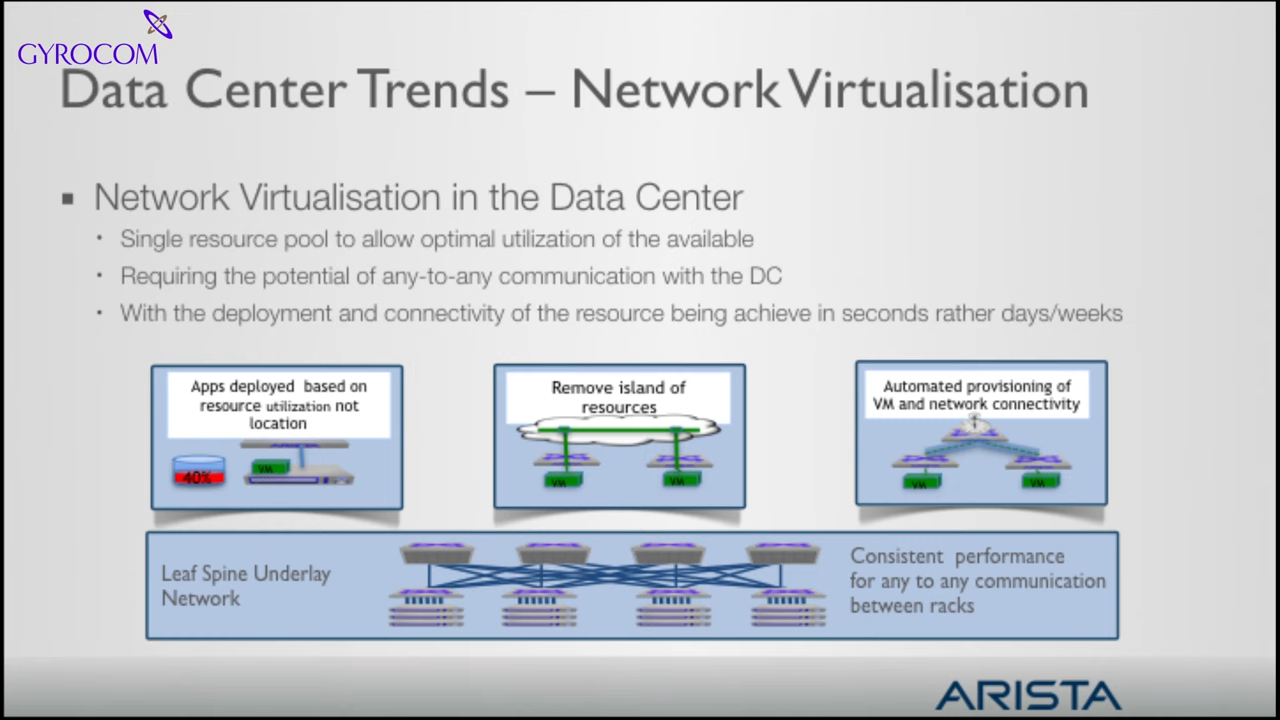 GYROCOM
Data Center Trends – Network Virtualisation
Network Virtualisation in the Data Center
Single resource pool to allow optimal utilization of the available
Requiring the potential of any-to-any communication with the DC
With the deployment and connectivity of the resource being achieve in seconds rather days/weeks
Apps deployed based on
resource utilization not
location
ARISTA
40%
VM
Remove island of
resources
VM
VM
Automated provisioning of
VM and network connectivity
VM
VM
Leaf Spine Underlay
Network
Consistent performance
for any to any communication
between racks
ARISTA